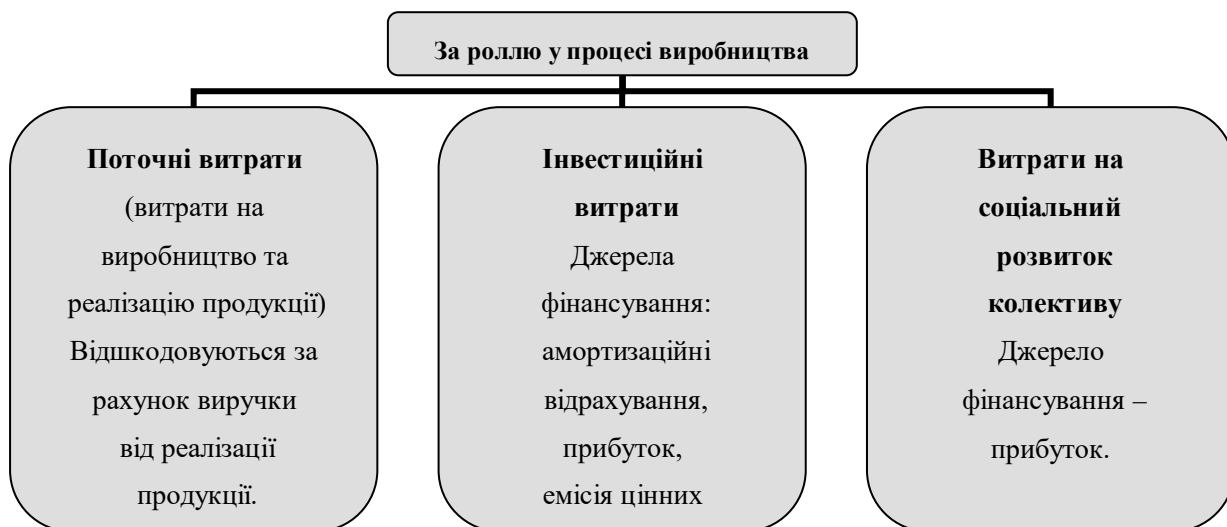 За роллю у процесі виробництва
Поточні витрати
(витрати на
виробництво та
реалізацію продукції)
Відшкодовуються за
рахунок виручки
від реалізації
продукції.
Інвестиційні
витрати
Джерела
фінансування:
амортизаційні
відрахування,
прибуток,
емісія цінних
Витрати на
соціальний
розвиток
колективу
Джерело
фінансування –
прибуток.